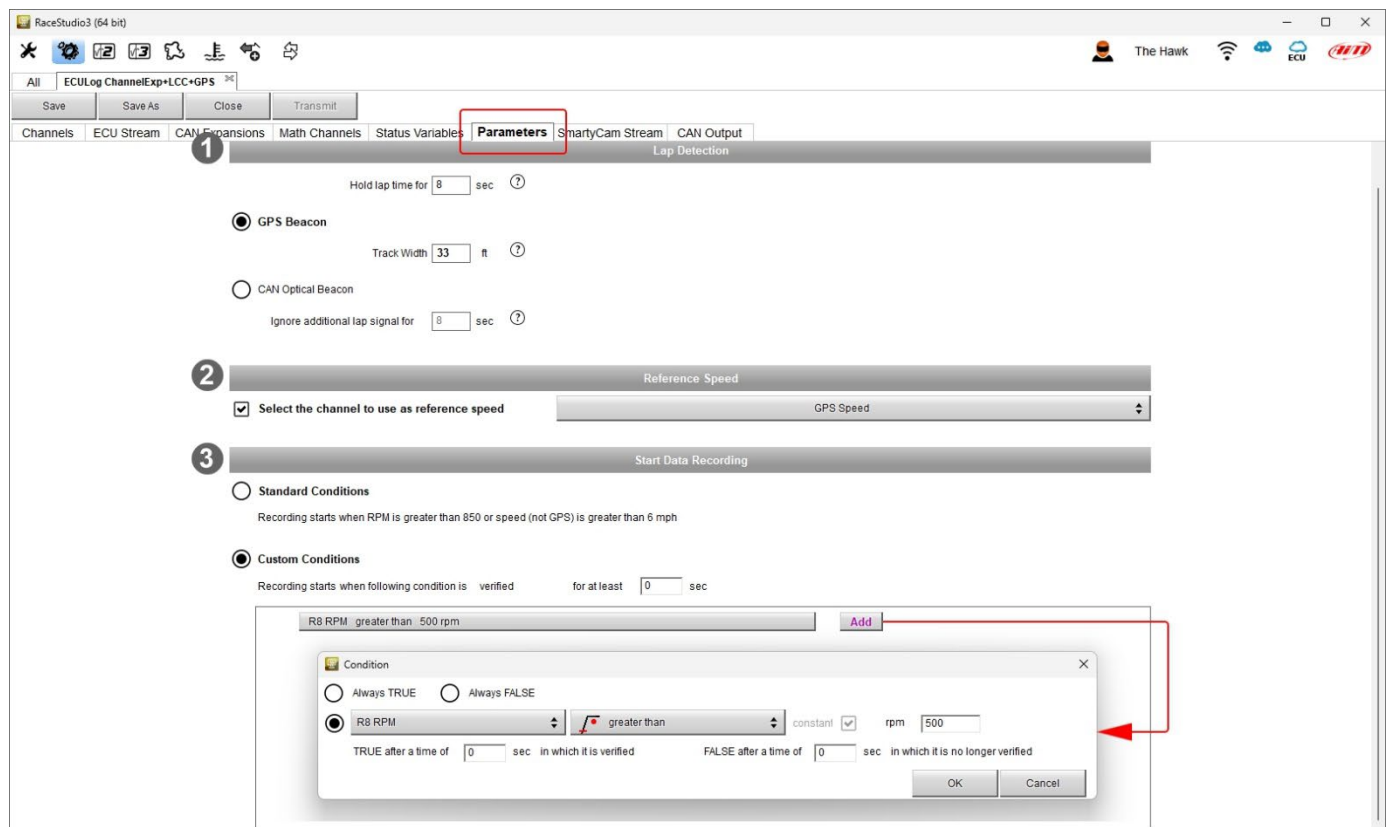 RaceStudio3 (64 bit)
The Hawk ECU AiM
All ECULog ChannelExp+LCC+GPS
Save Save As Close Transmit
Channels ECU Stream CAN Expansions Math Channels Status Variables Parameters SmartyCam Stream CAN Output
1 Lap Detection
Hold lap time for 8 sec ?
GPS Beacon
Track Width 33 ft ?
CAN Optical Beacon
Ignore additional lap signal for 8 sec ?
2 Reference Speed
Select the channel to use as reference speed GPS Speed
3 Start Data Recording
Standard Conditions
Recording starts when RPM is greater than 850 or speed (not GPS) is greater than 6 mph
Custom Conditions
Recording starts when following condition is verified for at least 0 sec
R8 RPM greater than 500 rpm Add
Condition
Always TRUE Always FALSE
R8 RPM greater than constant rpm 500
TRUE after a time of 0 sec in which it is verified FALSE after a time of 0 sec in which it is no longer verified
OK Cancel